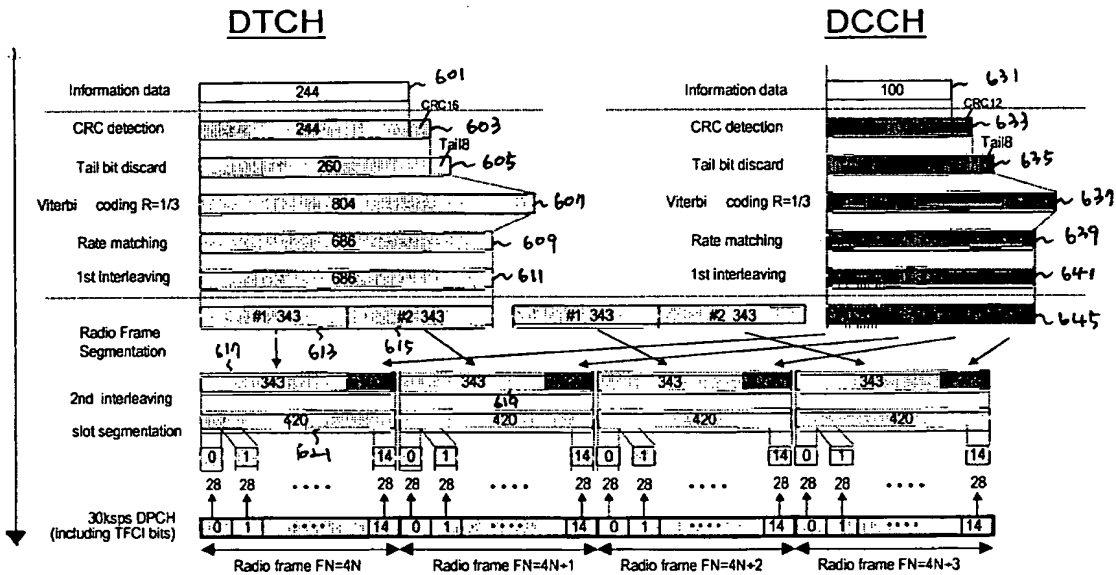 DTCH DCCH
Information data 244 601 Information data 100 631
CRC16 CRC12
CRC detection 244 603 CRC detection 633
Tail8 Tail8
Tail bit discard 260 605 Tail bit discard 635
Viterbi coding R=1/3 804 607 Viterbi coding R=1/3 637
Rate matching 686 609 Rate matching 639
1st interleaving 686 611 1st interleaving 641
#1 343 #2 343 #1 343 #2 343 645
Radio Frame
Segmentation
617 613 615
343 343 343 343
2nd interleaving 619
slot segmentation 420 420 420 420
621
0 1 14 0 1 14 0 1 14 0 1 14
28 28 •••• 28 28 28 •••• 28 28 28 •••• 28 28 28 •••• 28
30ksps DPCH
(including TFCI bits)
0 1 •••• 14 0 1 •••• 14 0 1 •••• 14 0 1 •••• 14
Radio frame FN=4N Radio frame FN=4N+1 Radio frame FN=4N+2 Radio frame FN=4N+3